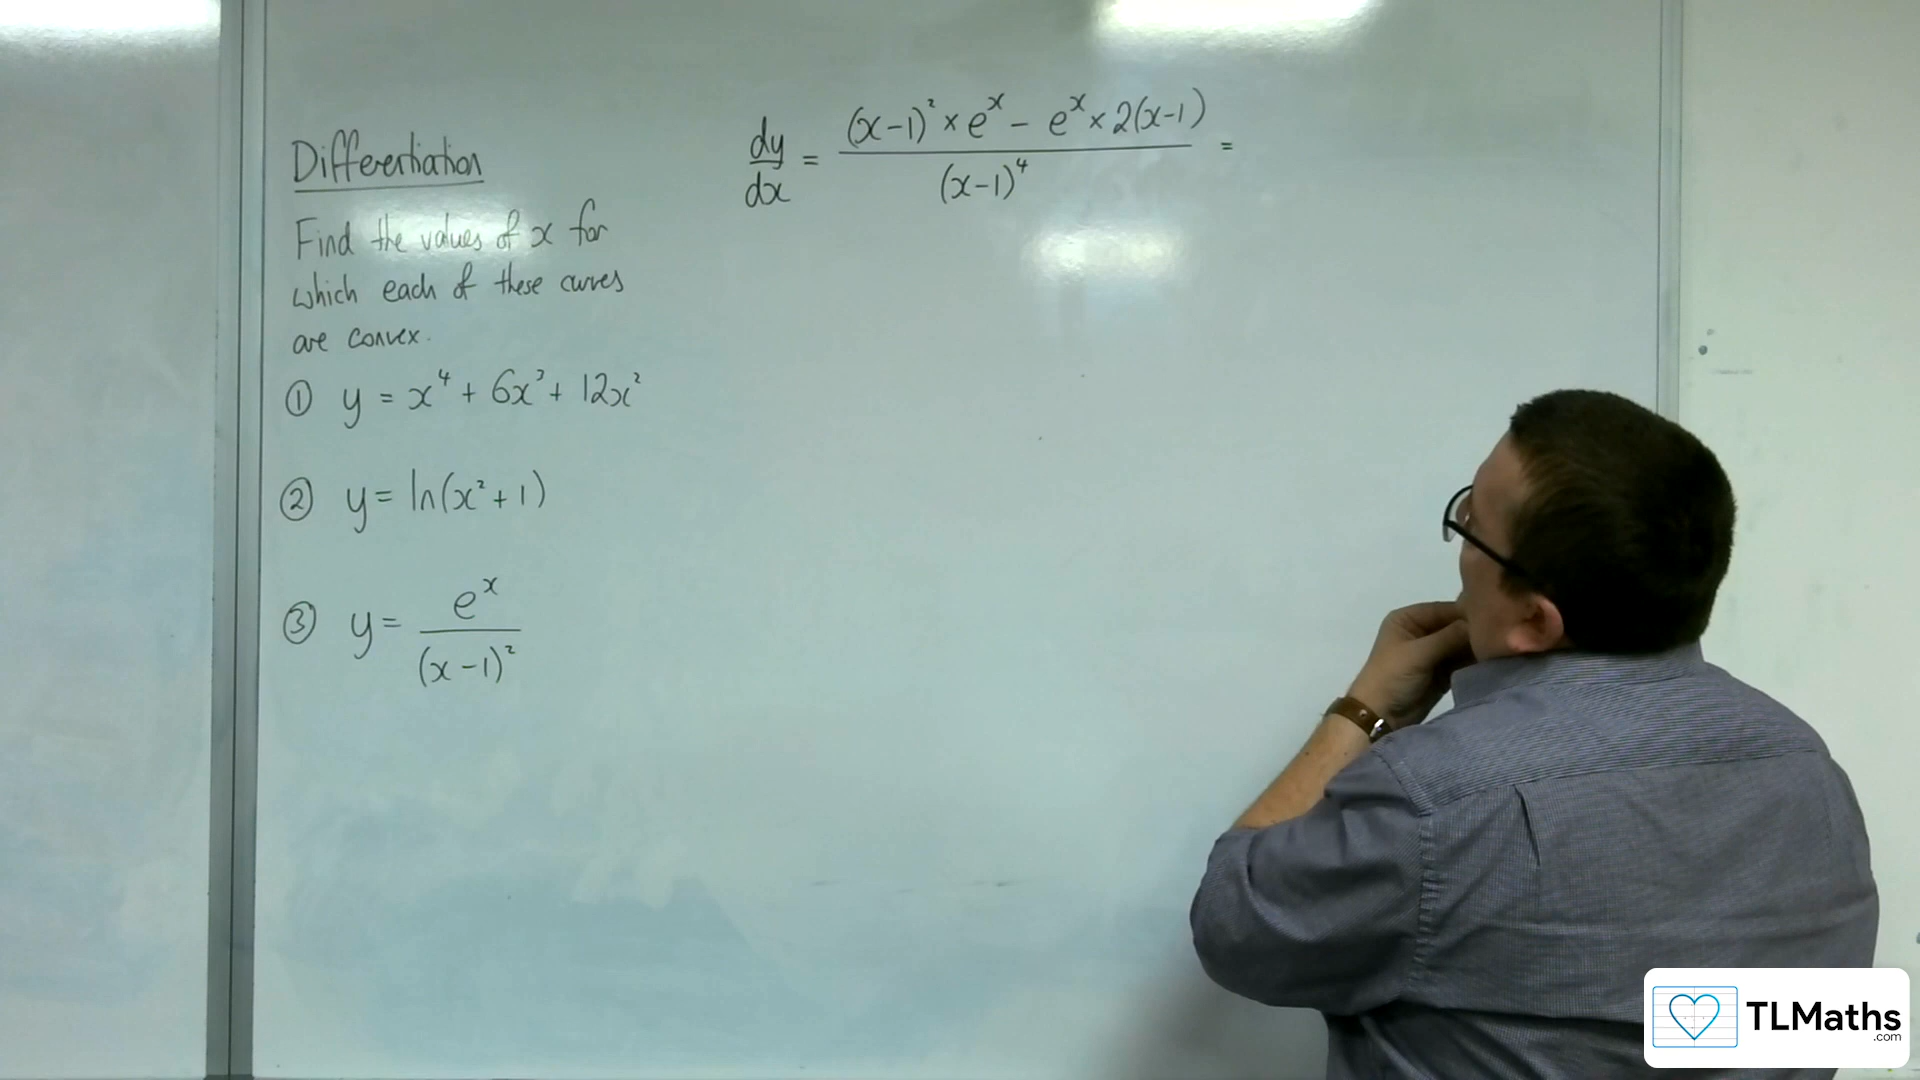 Differentiation
Find the values of x for
which each of these curves
are convex.
① y = x⁴ + 6x³ + 12x²
② y = ln(x² + 1)
③ y = eˣ / (x − 1)²
dy/dx = ((x−1)² × eˣ − eˣ × 2(x−1)) / (x−1)⁴ =
TLMaths
.com